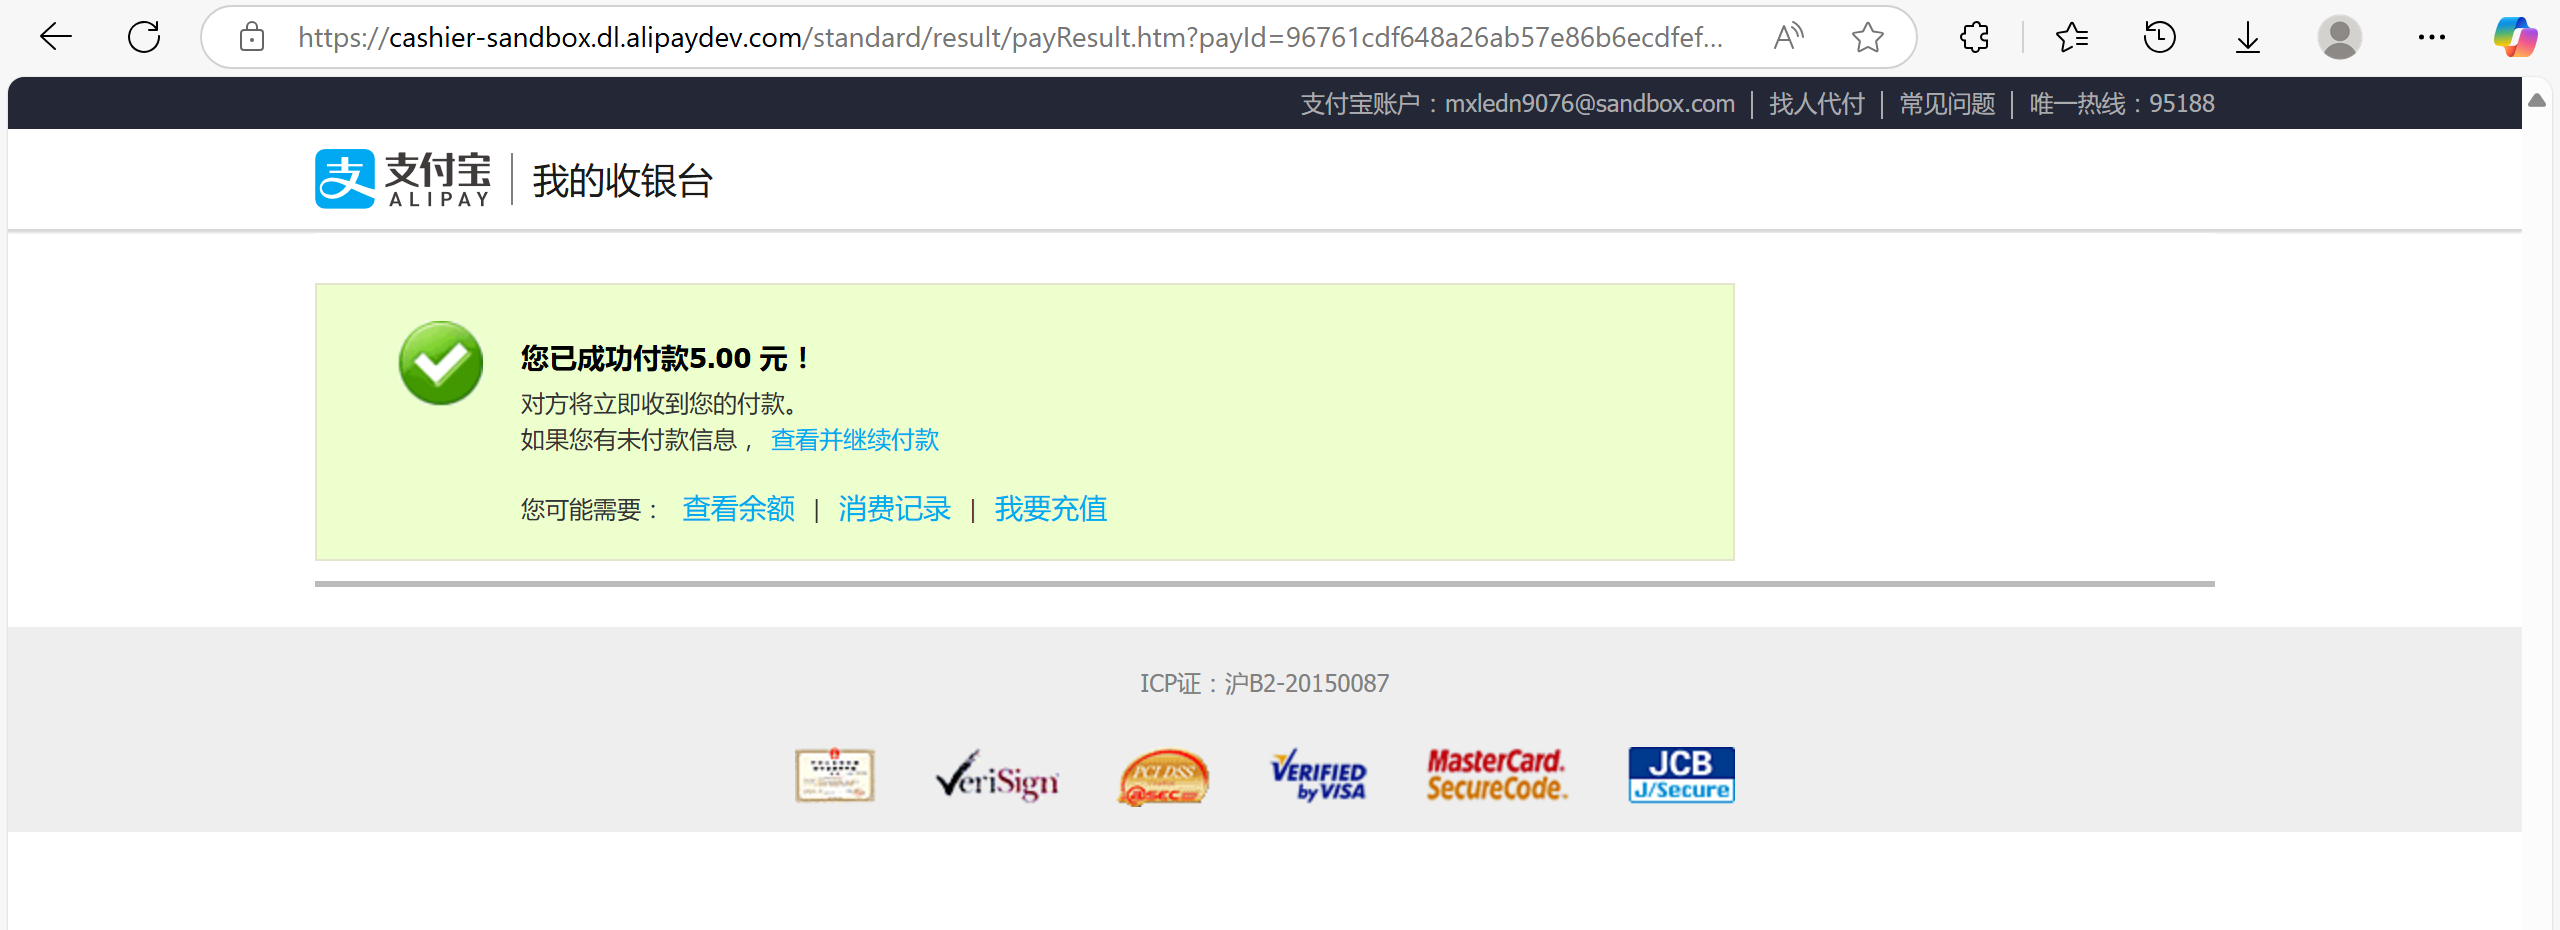 https://cashier-sandbox.dl.alipaydev.com/standard/result/payResult.htm?payId=96761cdf648a26ab57e86b6ecdfef...
支付宝账户：mxledn9076@sandbox.com | 找人代付 | 常见问题 | 唯一热线：95188
支 支付宝 ALIPAY | 我的收银台
您已成功付款5.00 元！
对方将立即收到您的付款。
如果您有未付款信息， 查看并继续付款
您可能需要： 查看余额 | 消费记录 | 我要充值
ICP证：沪B2-20150087
VeriSign
PCI DSS
@SEC
VERIFIED
by VISA
MasterCard.
SecureCode.
JCB
J/Secure